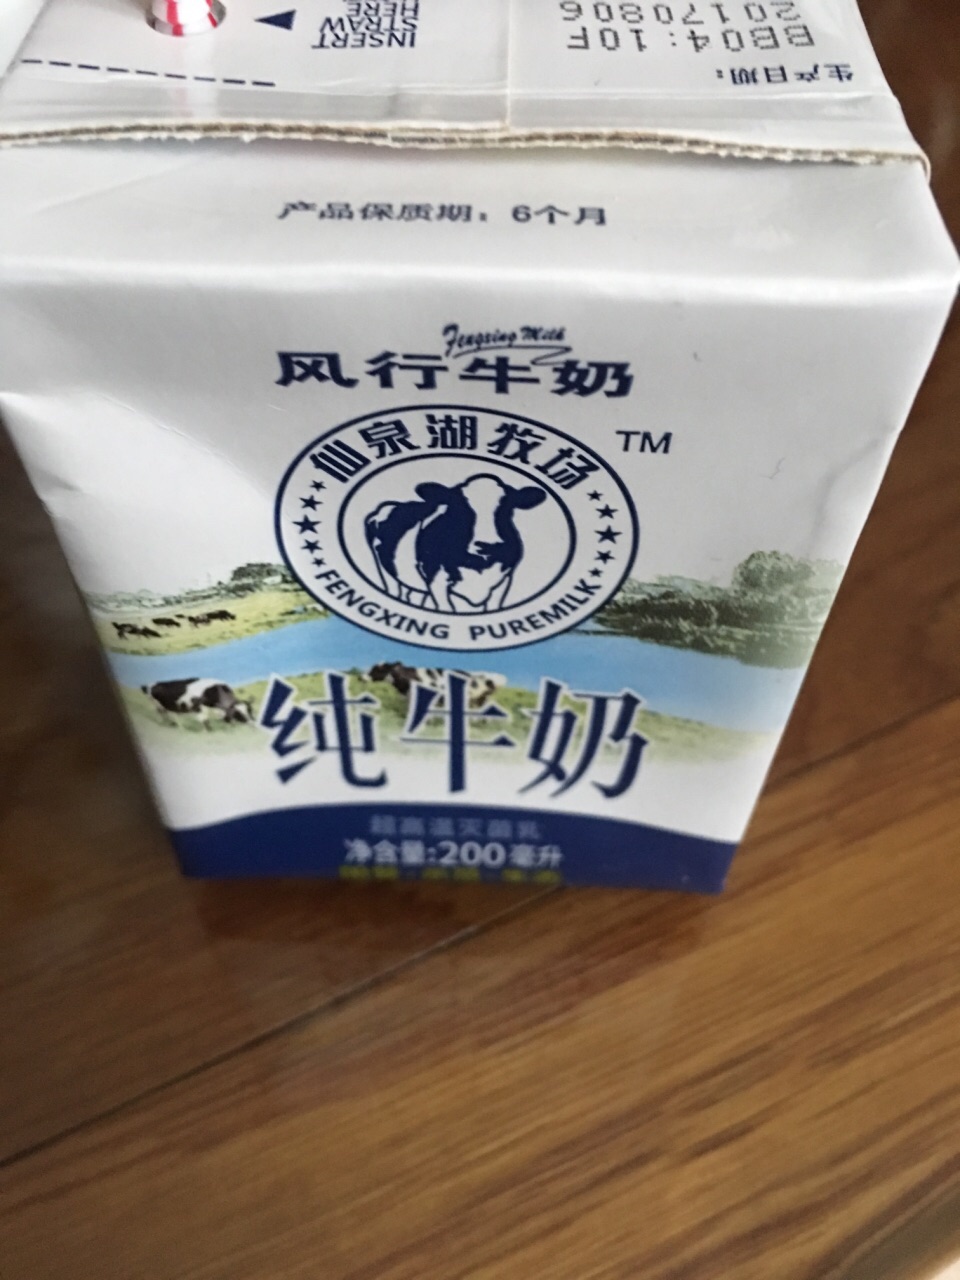 INSERT
STRAW
HERE
生产日期：
BB04:10F
20170806
产品保质期：6个月
Fengxing Milk
风行牛奶
仙泉湖牧场
TM
FENGXING PUREMILK
纯牛奶
超高温灭菌乳
净含量:200毫升